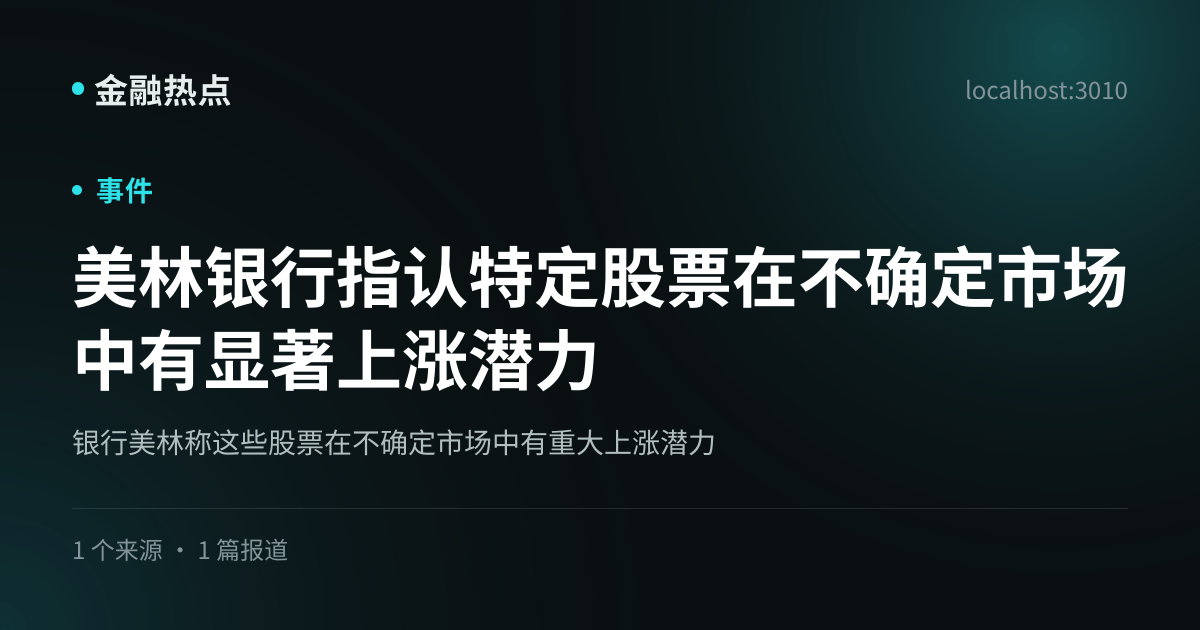 金融热点
localhost:3010
事件
美林银行指认特定股票在不确定市场
中有显著上涨潜力
银行美林称这些股票在不确定市场中有重大上涨潜力
1 个来源 · 1 篇报道